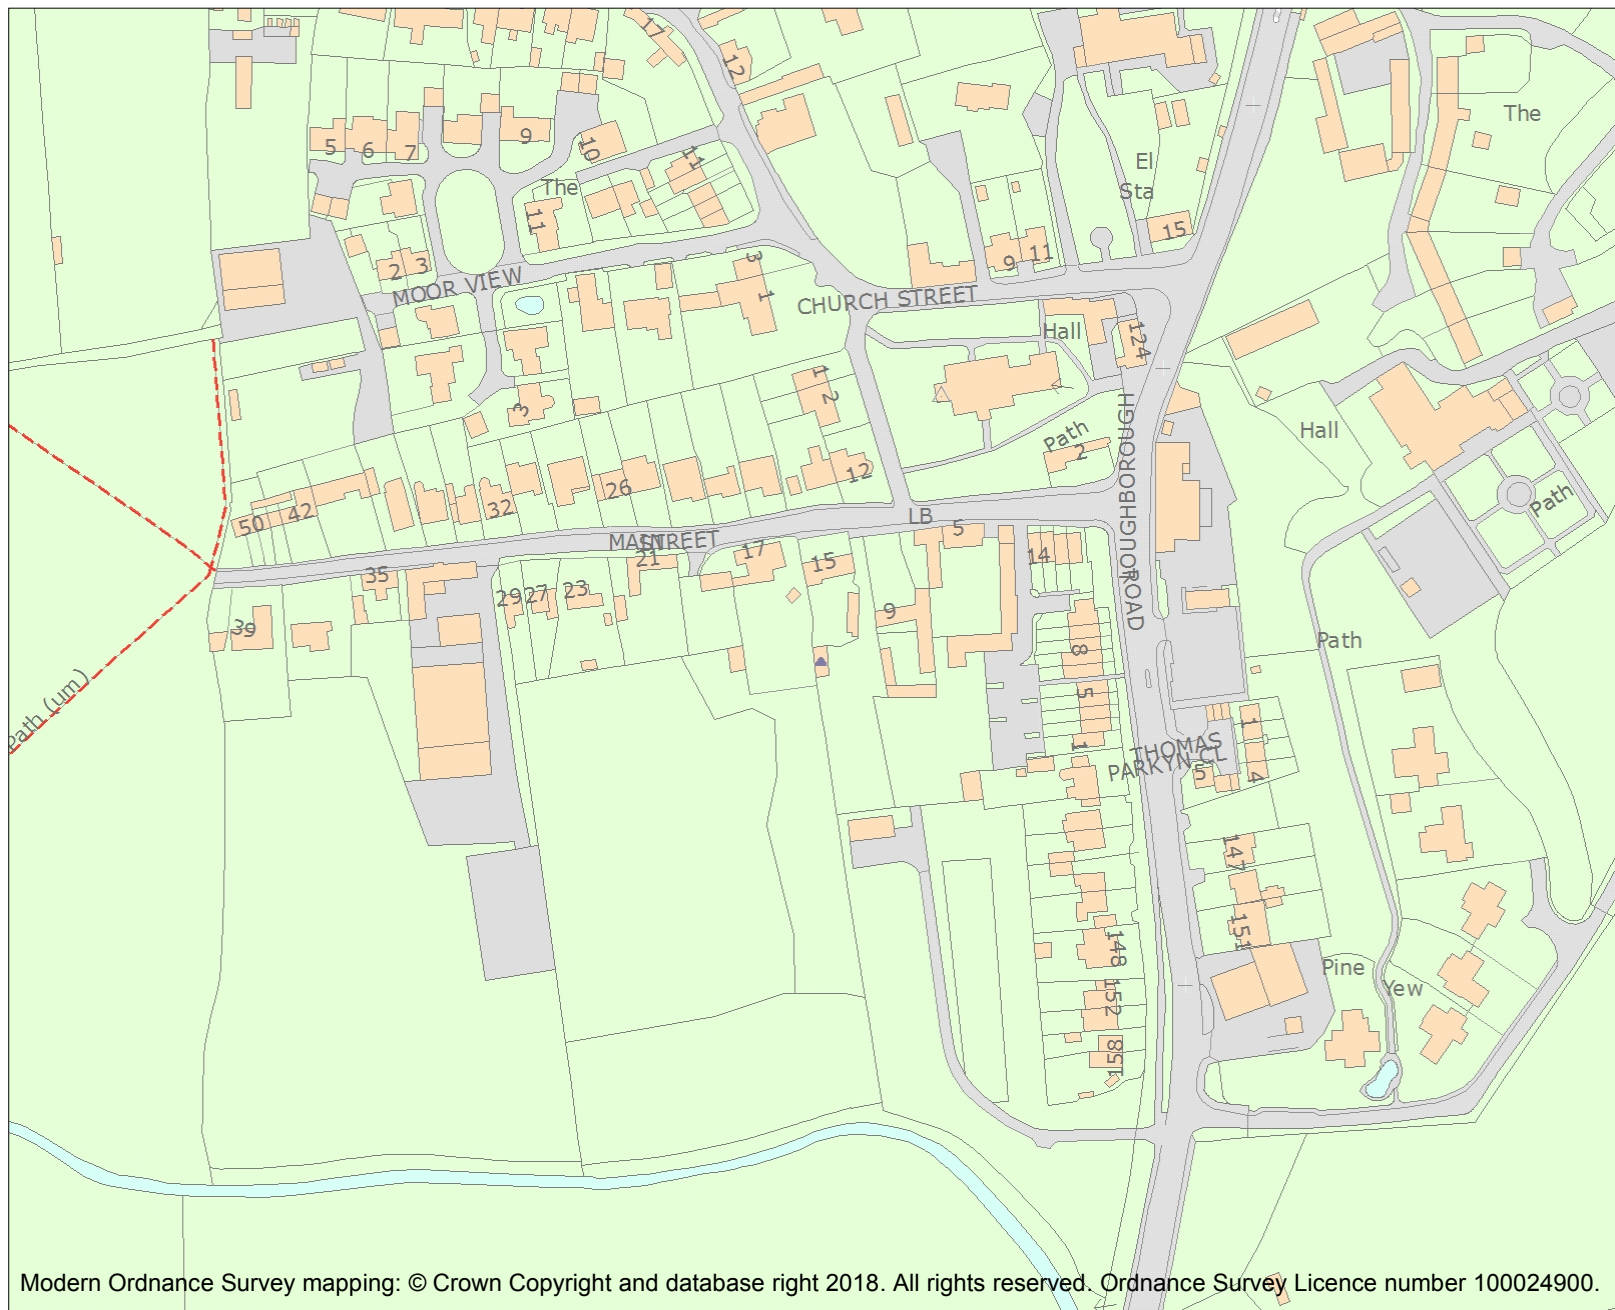 17
12
The
5
6
7
9
10
11
The
11
El
Sta
15
2
3
MOOR VIEW
3
1
9
11
CHURCH STREET
Hall
124
1
2
3
Path
2
Hall
Path
12
26
32
42
50
LB
MAIN STREET
LOUGHBOROUGH ROAD
5
14
17
15
21
35
29
27
23
39
9
8
5
1
Path
Path (um)
THOMAS
PARKYN CL
1
4
5
147
151
148
152
158
Pine
Yew
Modern Ordnance Survey mapping: © Crown Copyright and database right 2018. All rights reserved. Ordnance Survey Licence number 100024900.